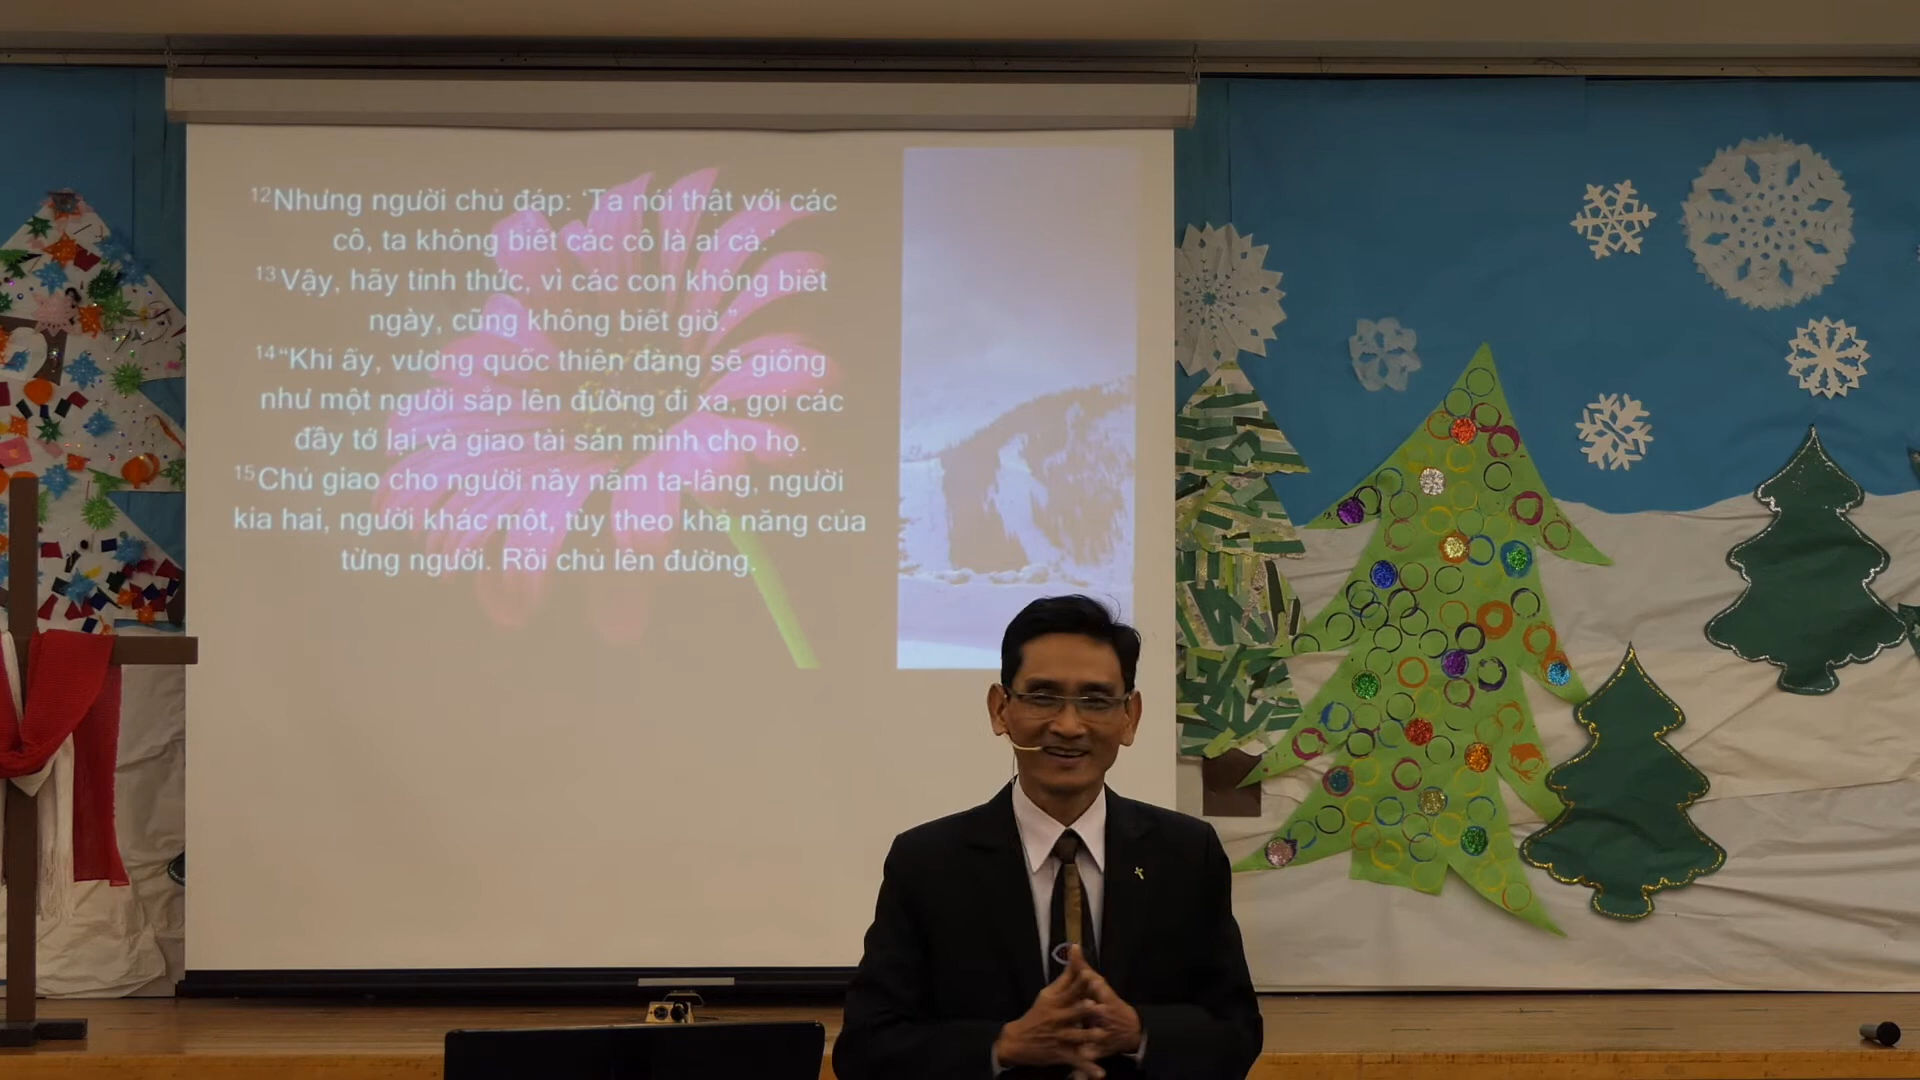 ¹²Nhưng người chủ đáp: ‘Ta nói thật với các
cô, ta không biết các cô là ai cả.’
¹³Vậy, hãy tỉnh thức, vì các con không biết
ngày, cũng không biết giờ.”
¹⁴“Khi ấy, vương quốc thiên đàng sẽ giống
như một người sắp lên đường đi xa, gọi các
đầy tớ lại và giao tài sản mình cho họ.
¹⁵Chủ giao cho người nầy năm ta-lâng, người
kia hai, người khác một, tùy theo khả năng của
từng người. Rồi chủ lên đường.